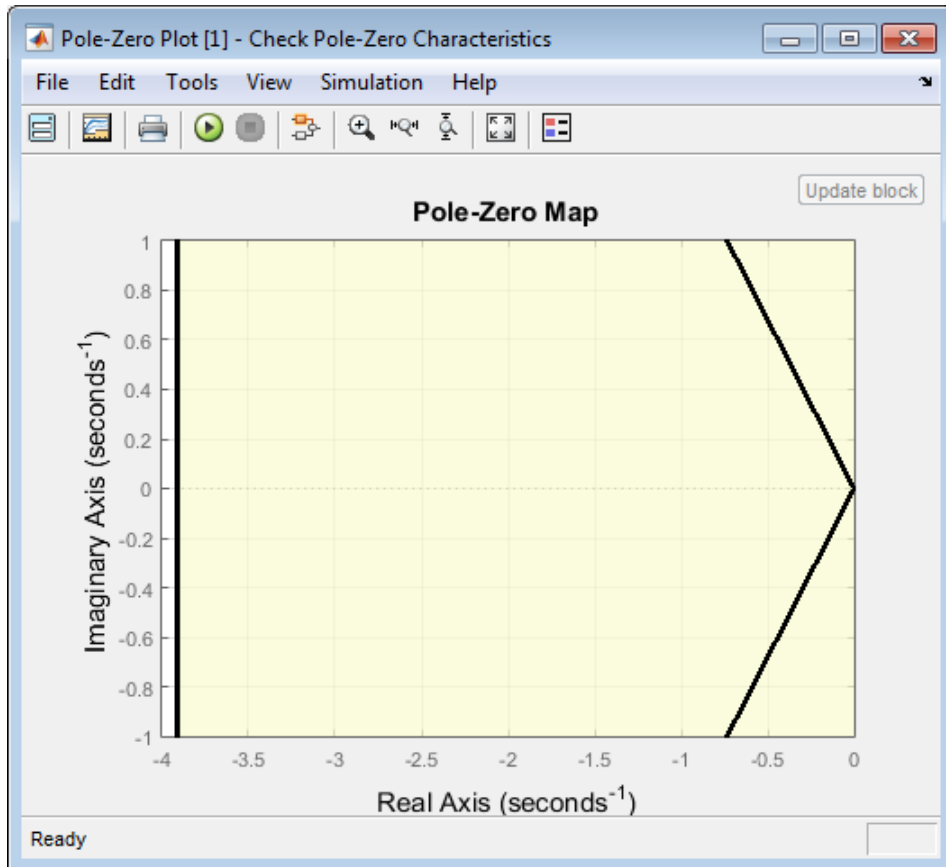 Pole-Zero Plot [1] - Check Pole-Zero Characteristics
File Edit Tools View Simulation Help
Update block
Pole-Zero Map
1
0.8
0.6
0.4
0.2
0
-0.2
-0.4
-0.6
-0.8
-1
Imaginary Axis (seconds⁻¹)
-4 -3.5 -3 -2.5 -2 -1.5 -1 -0.5 0
Real Axis (seconds⁻¹)
Ready